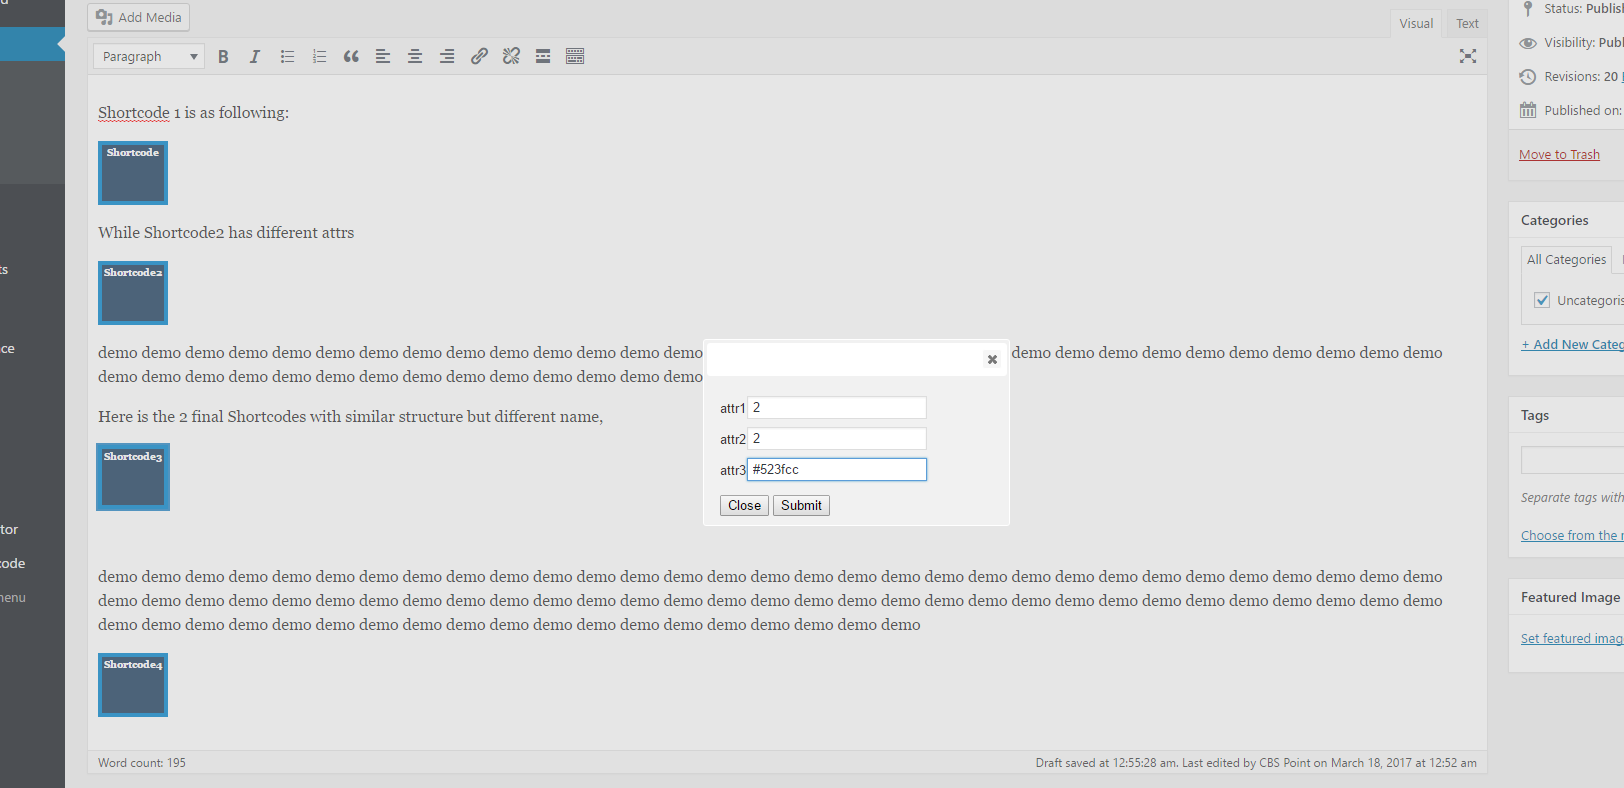 Add Media
Visual
Text
Paragraph
B
I
Shortcode 1 is as following:
Shortcode
While Shortcode2 has different attrs
Shortcode2
demo demo demo demo demo demo demo demo demo demo demo demo demo demo demo demo demo demo demo demo demo demo demo demo
demo demo demo demo demo demo demo demo demo demo demo demo demo demo
Here is the 2 final Shortcodes with similar structure but different name,
Shortcode3
demo demo demo demo demo demo demo demo demo demo demo demo demo demo demo demo demo demo demo demo demo demo demo demo demo demo demo demo demo demo demo
demo demo demo demo demo demo demo demo demo demo demo demo demo demo demo demo demo demo demo demo demo demo demo demo demo demo demo demo demo demo demo
demo demo demo demo demo demo demo demo demo demo demo demo demo demo demo demo demo demo demo
Shortcode4
Word count: 195
Draft saved at 12:55:28 am. Last edited by CBS Point on March 18, 2017 at 12:52 am
attr1 2
attr2 2
attr3 #523fcc
Close Submit
Status: Publis
Visibility: Publ
Revisions: 20
Published on:
Move to Trash
Categories
All Categories
Uncategoris
+ Add New Categ
Tags
Separate tags with
Choose from the
Featured Image
Set featured imag
ts
ce
tor
ode
nenu